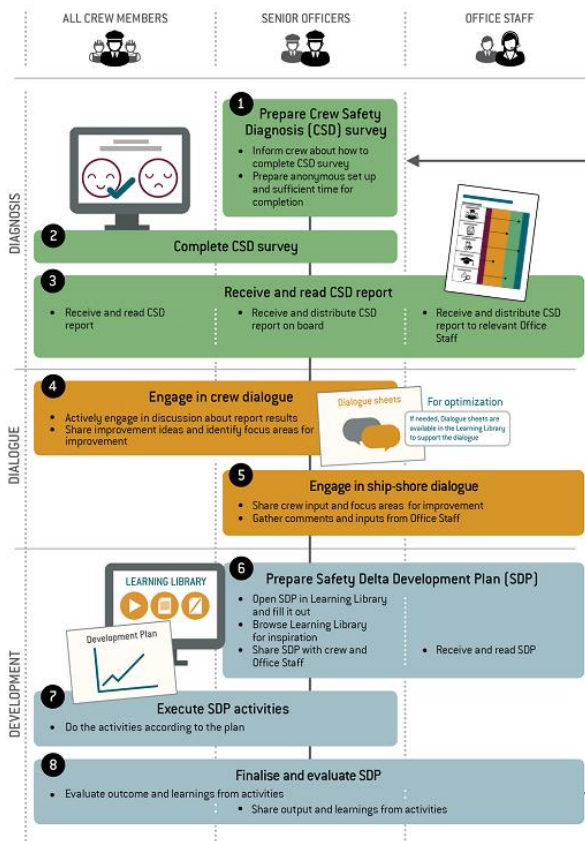 ALL CREW MEMBERS
SENIOR OFFICERS
OFFICE STAFF
DIAGNOSIS
1
Prepare Crew Safety
Diagnosis (CSD) survey
• Inform crew about how to
complete CSD survey
• Prepare anonymous set up
and sufficient time for
completion
2
Complete CSD survey
3
Receive and read CSD report
• Receive and read CSD
report
• Receive and distribute CSD
report on board
• Receive and distribute CSD
report to relevant Office
Staff
DIALOGUE
4
Engage in crew dialogue
• Actively engage in discussion about report results
• Share improvement ideas and identify focus areas for
improvement
Dialogue sheets
For optimization
If needed, Dialogue sheets are
available in the Learning Library
to support the dialogue
5
Engage in ship-shore dialogue
• Share crew input and focus areas for improvement
• Gather comments and inputs from Office Staff
DEVELOPMENT
LEARNING LIBRARY
Development Plan
6
Prepare Safety Delta Development Plan (SDP)
• Open SDP in Learning Library
and fill it out
• Browse Learning Library
for inspiration
• Share SDP with crew and
Office Staff
• Receive and read SDP
7
Execute SDP activities
• Do the activities according to the plan
8
Finalise and evaluate SDP
• Evaluate outcome and learnings from activities
• Share output and learnings from activities